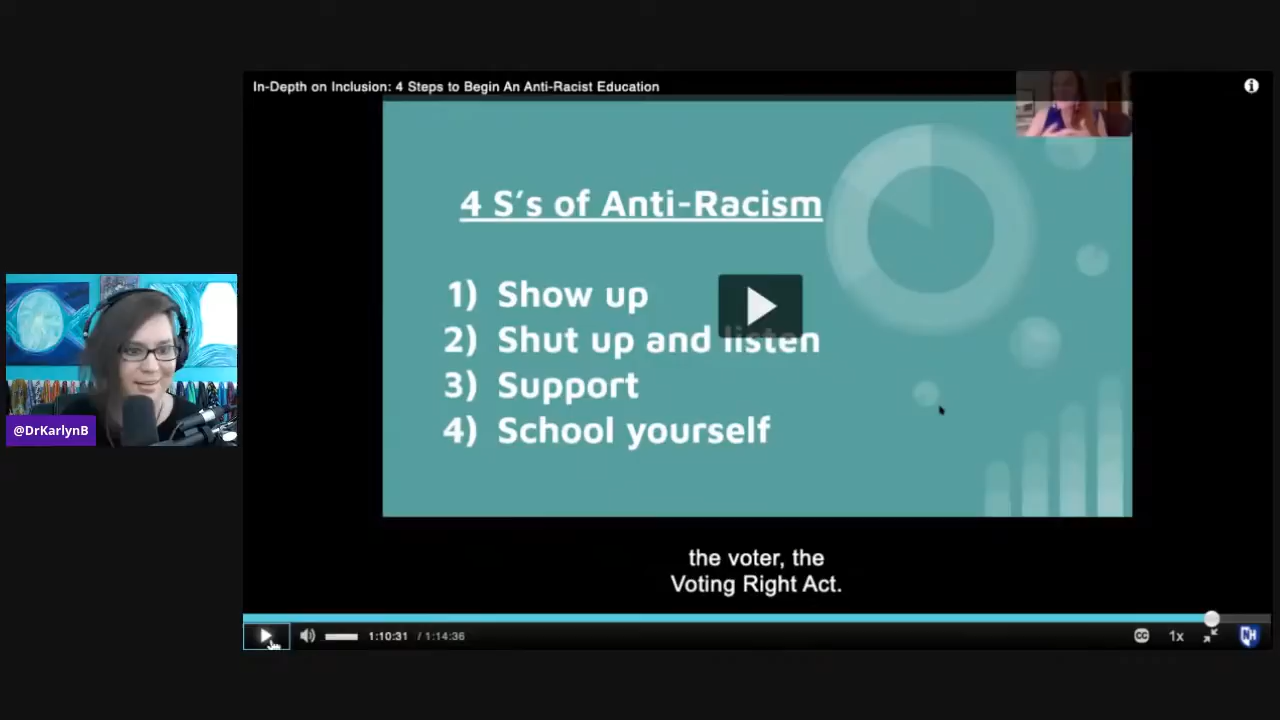 In-Depth on Inclusion: 4 Steps to Begin An Anti-Racist Education
4 S's of Anti-Racism
1) Show up
2) Shut up and listen
3) Support
4) School yourself
@DrKarlynB
the voter, the
Voting Right Act.
1:10:31 / 1:14:36
CC
1x
NH